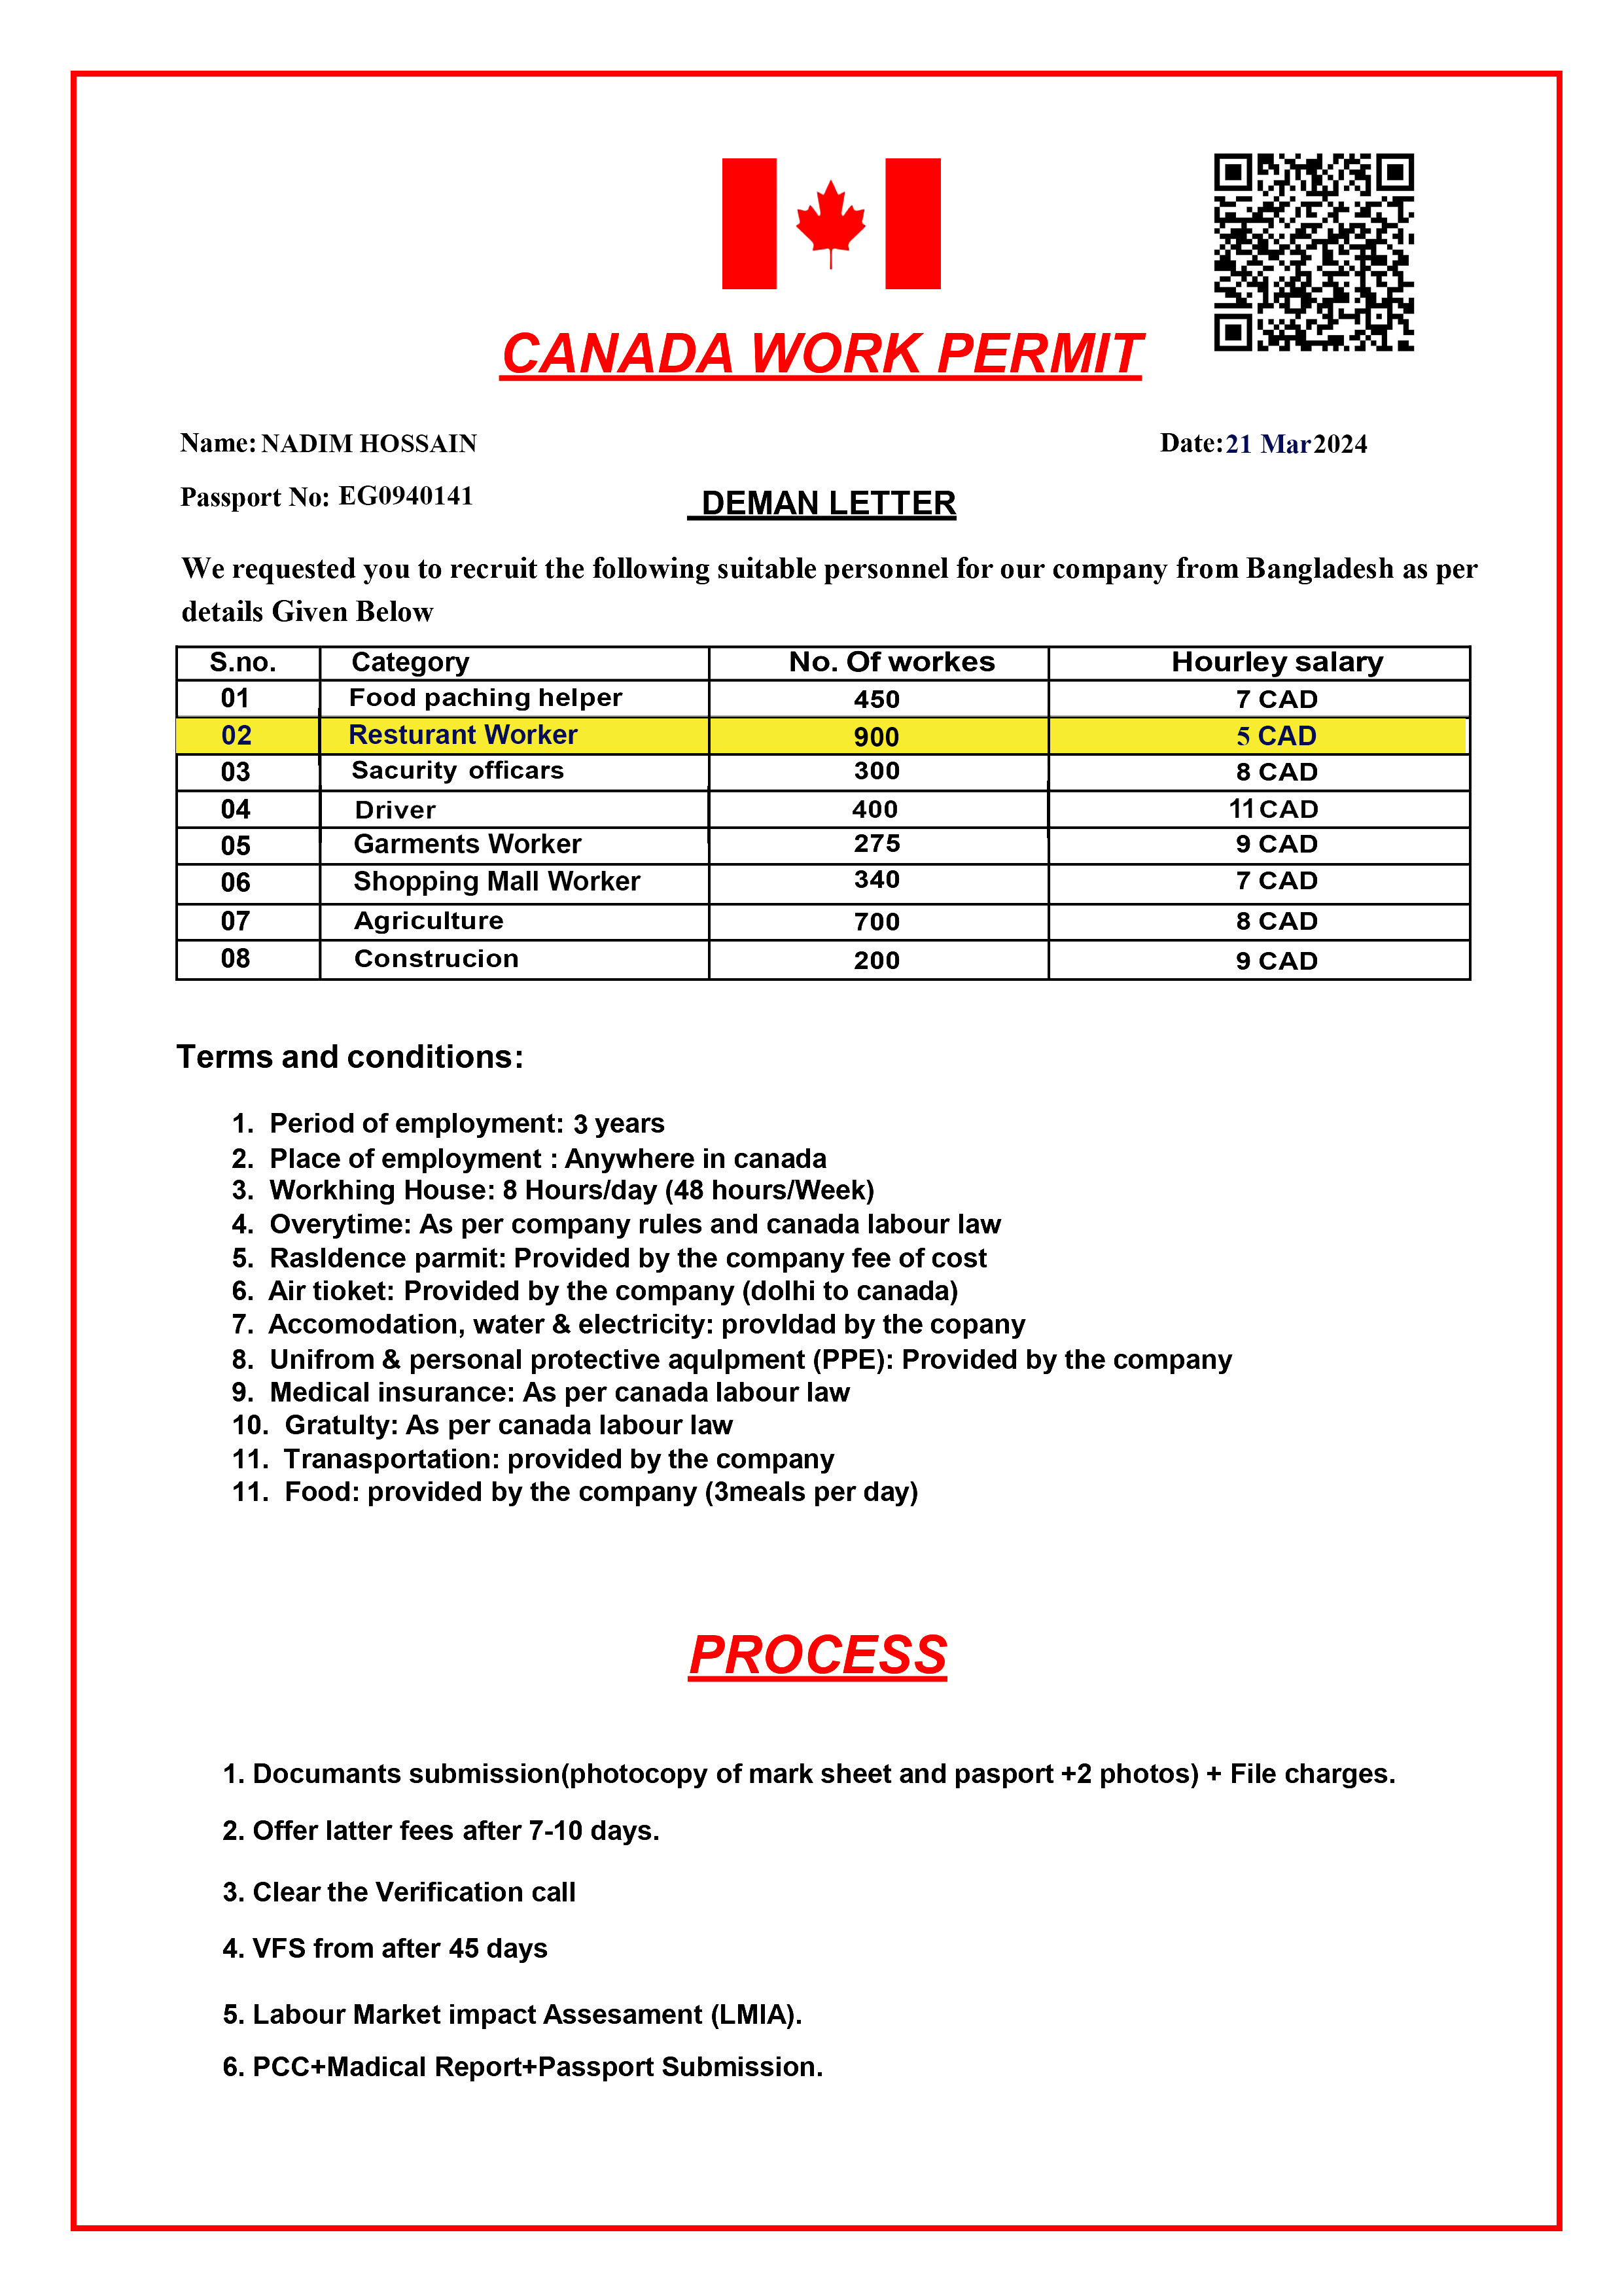 CANADA WORK PERMIT
Name: NADIM HOSSAIN
Date:21 Mar2024
Passport No: EG0940141
DEMAN LETTER
We requested you to recruit the following suitable personnel for our company from Bangladesh as per
details Given Below
S.no. Category No. Of workes Hourley salary
01 Food paching helper 450 7 CAD
02 Resturant Worker 900 5 CAD
03 Sacurity officars 300 8 CAD
04 Driver 400 11 CAD
05 Garments Worker 275 9 CAD
06 Shopping Mall Worker 340 7 CAD
07 Agriculture 700 8 CAD
08 Construcion 200 9 CAD
Terms and conditions:
1. Period of employment: 3 years
2. Place of employment : Anywhere in canada
3. Workhing House: 8 Hours/day (48 hours/Week)
4. Overytime: As per company rules and canada labour law
5. Rasldence parmit: Provided by the company fee of cost
6. Air tioket: Provided by the company (dolhi to canada)
7. Accomodation, water & electricity: provldad by the copany
8. Unifrom & personal protective aqulpment (PPE): Provided by the company
9. Medical insurance: As per canada labour law
10. Gratulty: As per canada labour law
11. Tranasportation: provided by the company
11. Food: provided by the company (3meals per day)
PROCESS
1. Documants submission(photocopy of mark sheet and pasport +2 photos) + File charges.
2. Offer latter fees after 7-10 days.
3. Clear the Verification call
4. VFS from after 45 days
5. Labour Market impact Assesament (LMIA).
6. PCC+Madical Report+Passport Submission.